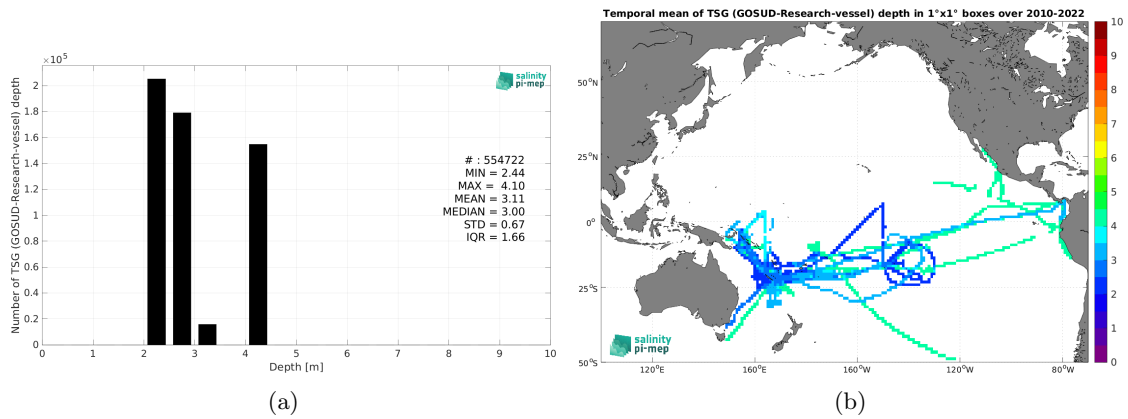 ×10⁵
2
1.8
1.6
1.4
1.2
1
0.8
0.6
0.4
0.2
0
Number of TSG (GOSUD-Research-vessel) depth
0 1 2 3 4 5 6 7 8 9 10
Depth [m]
salinity
pi-mep
# : 554722
MIN = 2.44
MAX = 4.10
MEAN = 3.11
MEDIAN = 3.00
STD = 0.67
IQR = 1.66
(a)
Temporal mean of TSG (GOSUD-Research-vessel) depth in 1°x1° boxes over 2010-2022
50°N
25°N
0°
25°S
50°S
120°E 160°E 160°W 120°W 80°W
salinity
pi-mep
10
9
8
7
6
5
4
3
2
1
0
(b)